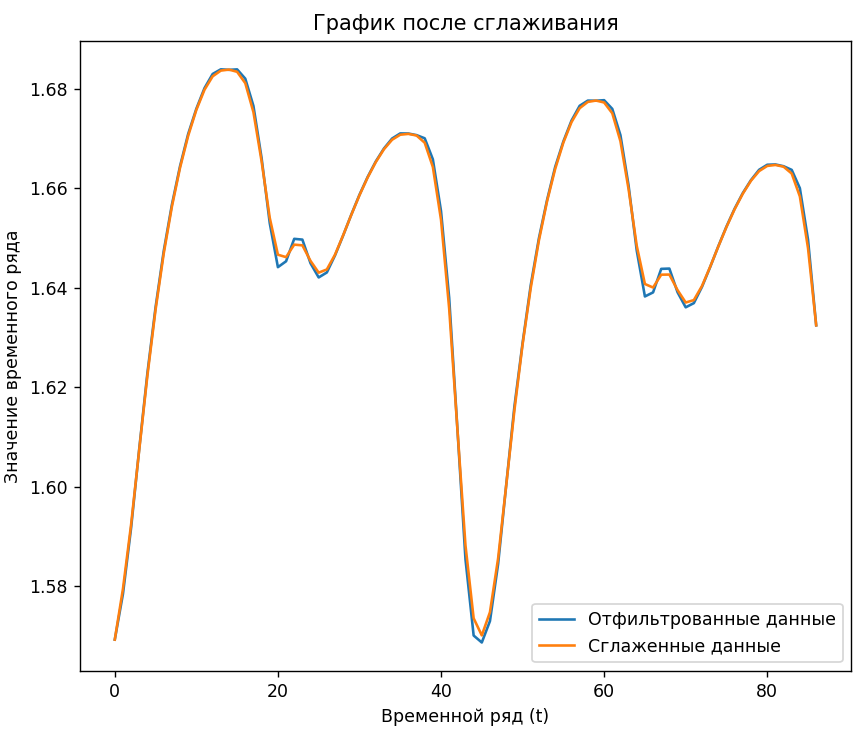 График после сглаживания
Значение временного ряда
1.68
1.66
1.64
1.62
1.60
1.58
Отфильтрованные данные
Сглаженные данные
0 20 40 60 80
Временной ряд (t)